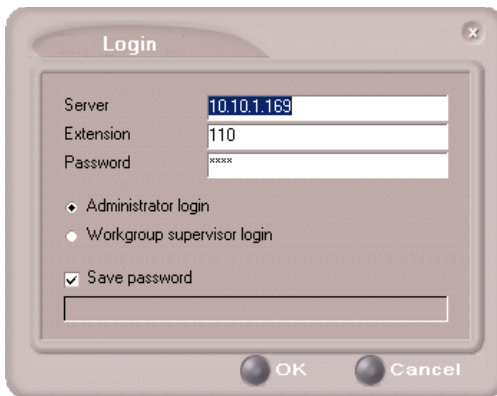 Login
Server 10.10.1.169
Extension 110
Password ××××
Administrator login
Workgroup supervisor login
Save password
OK Cancel